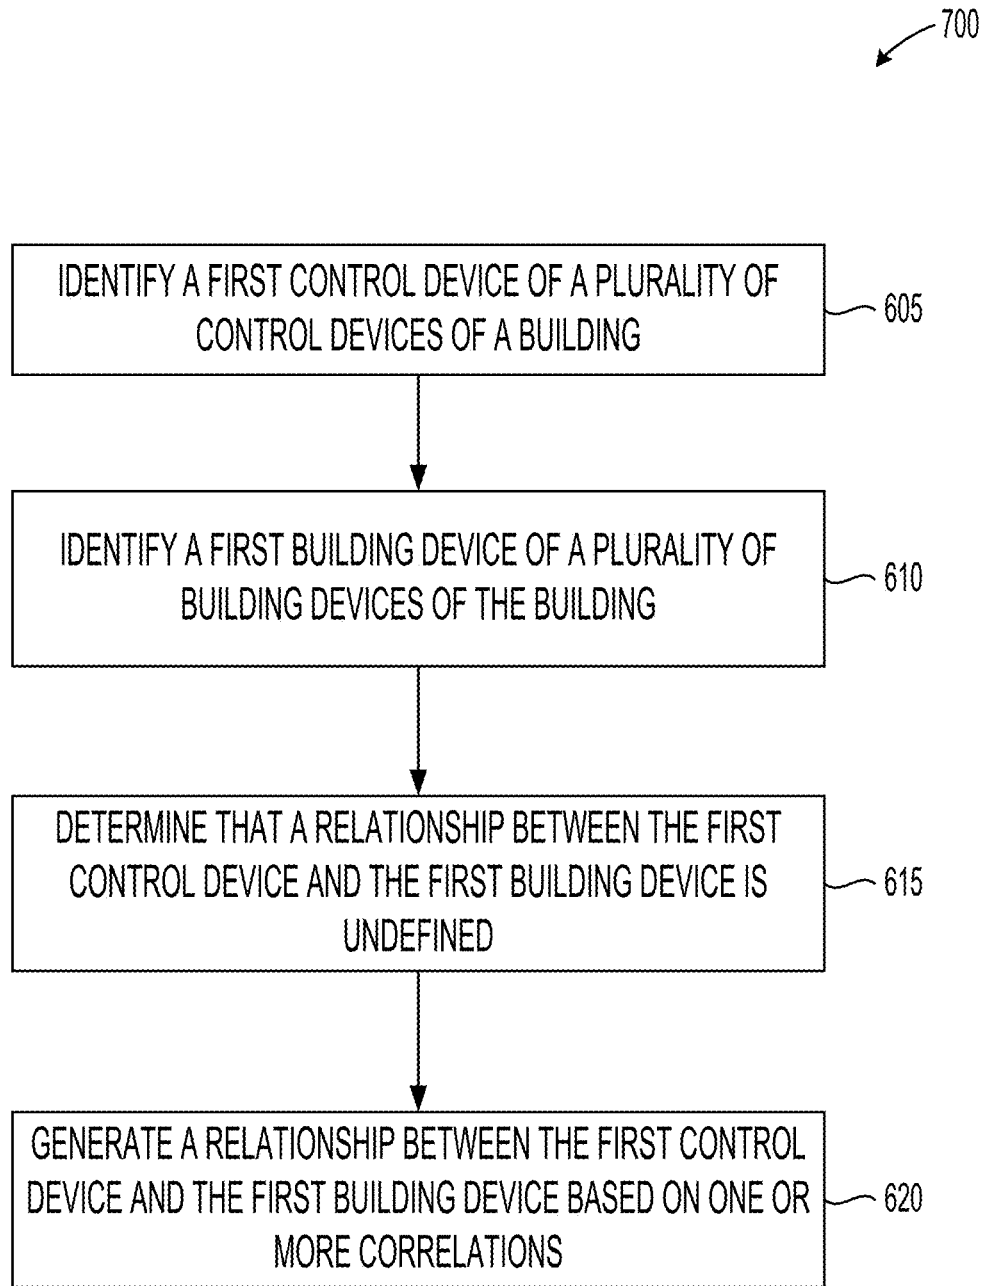 700
IDENTIFY A FIRST CONTROL DEVICE OF A PLURALITY OF
CONTROL DEVICES OF A BUILDING
605
IDENTIFY A FIRST BUILDING DEVICE OF A PLURALITY OF
BUILDING DEVICES OF THE BUILDING
610
DETERMINE THAT A RELATIONSHIP BETWEEN THE FIRST
CONTROL DEVICE AND THE FIRST BUILDING DEVICE IS
UNDEFINED
615
GENERATE A RELATIONSHIP BETWEEN THE FIRST CONTROL
DEVICE AND THE FIRST BUILDING DEVICE BASED ON ONE OR
MORE CORRELATIONS
620